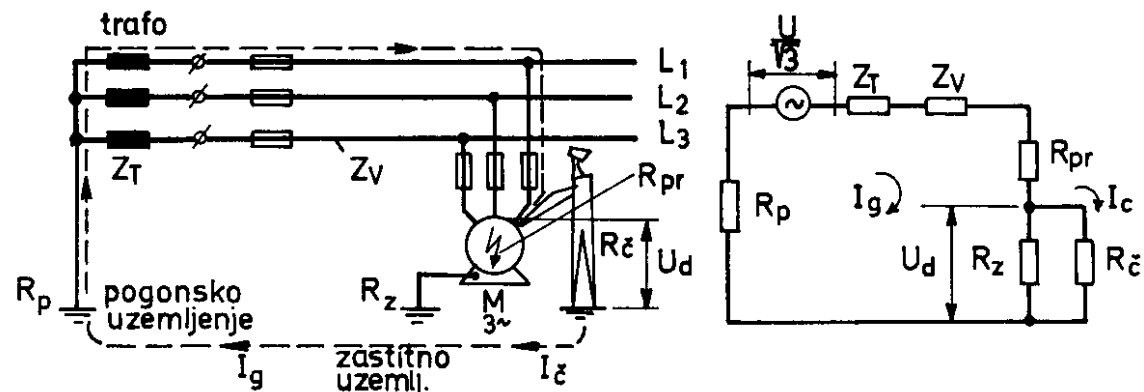 trafo
L1
L2
L3
ZT
ZV
Rpr
Rč
Ud
Rp
pogonsko
uzemljenje
Rz
M
3~
Ig
zastitno
uzemlj.
Ič
U
√3
~
ZT
ZV
Rpr
Rp
Ig
Ic
Ud
Rz
Rč